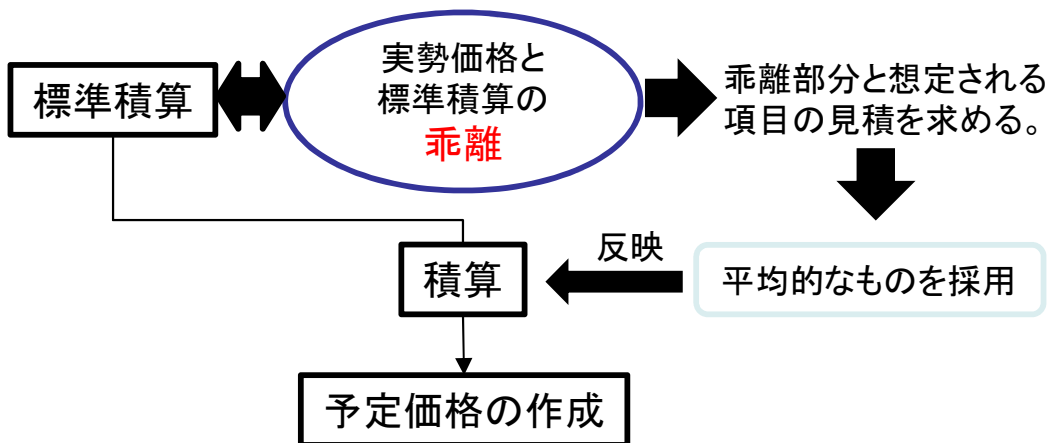 標準積算
実勢価格と
標準積算の
乖離
乖離部分と想定される
項目の見積を求める。
平均的なものを採用
反映
積算
予定価格の作成